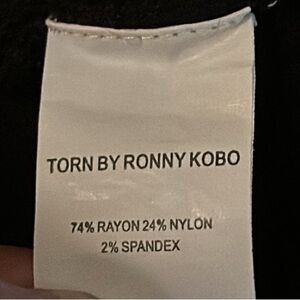 TORN BY RONNY KOBO
74% RAYON 24% NYLON
2% SPANDEX